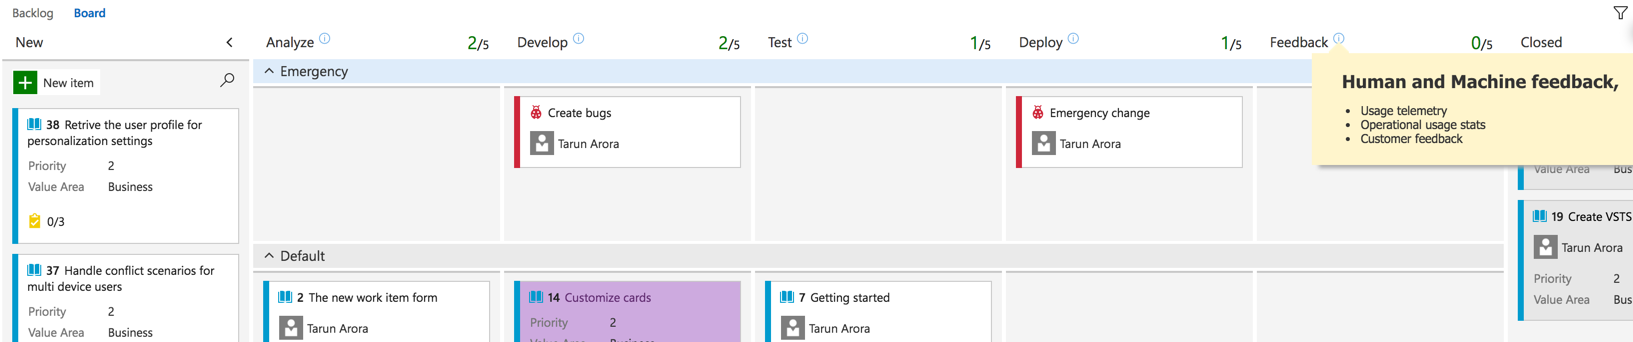 Backlog
Board
New
Analyze
2/5
Develop
2/5
Test
1/5
Deploy
1/5
Feedback
0/5
Closed
Emergency
Human and Machine feedback,
Usage telemetry
Operational usage stats
Customer feedback
New item
38 Retrive the user profile for
personalization settings
Priority 2
Value Area Business
0/3
Create bugs
Tarun Arora
Emergency change
Tarun Arora
Value Area Bus
19 Create VSTS
Tarun Arora
Priority 2
Value Area Bus
37 Handle conflict scenarios for
multi device users
Priority 2
Value Area Business
Default
2 The new work item form
Tarun Arora
14 Customize cards
Priority 2
7 Getting started
Tarun Arora